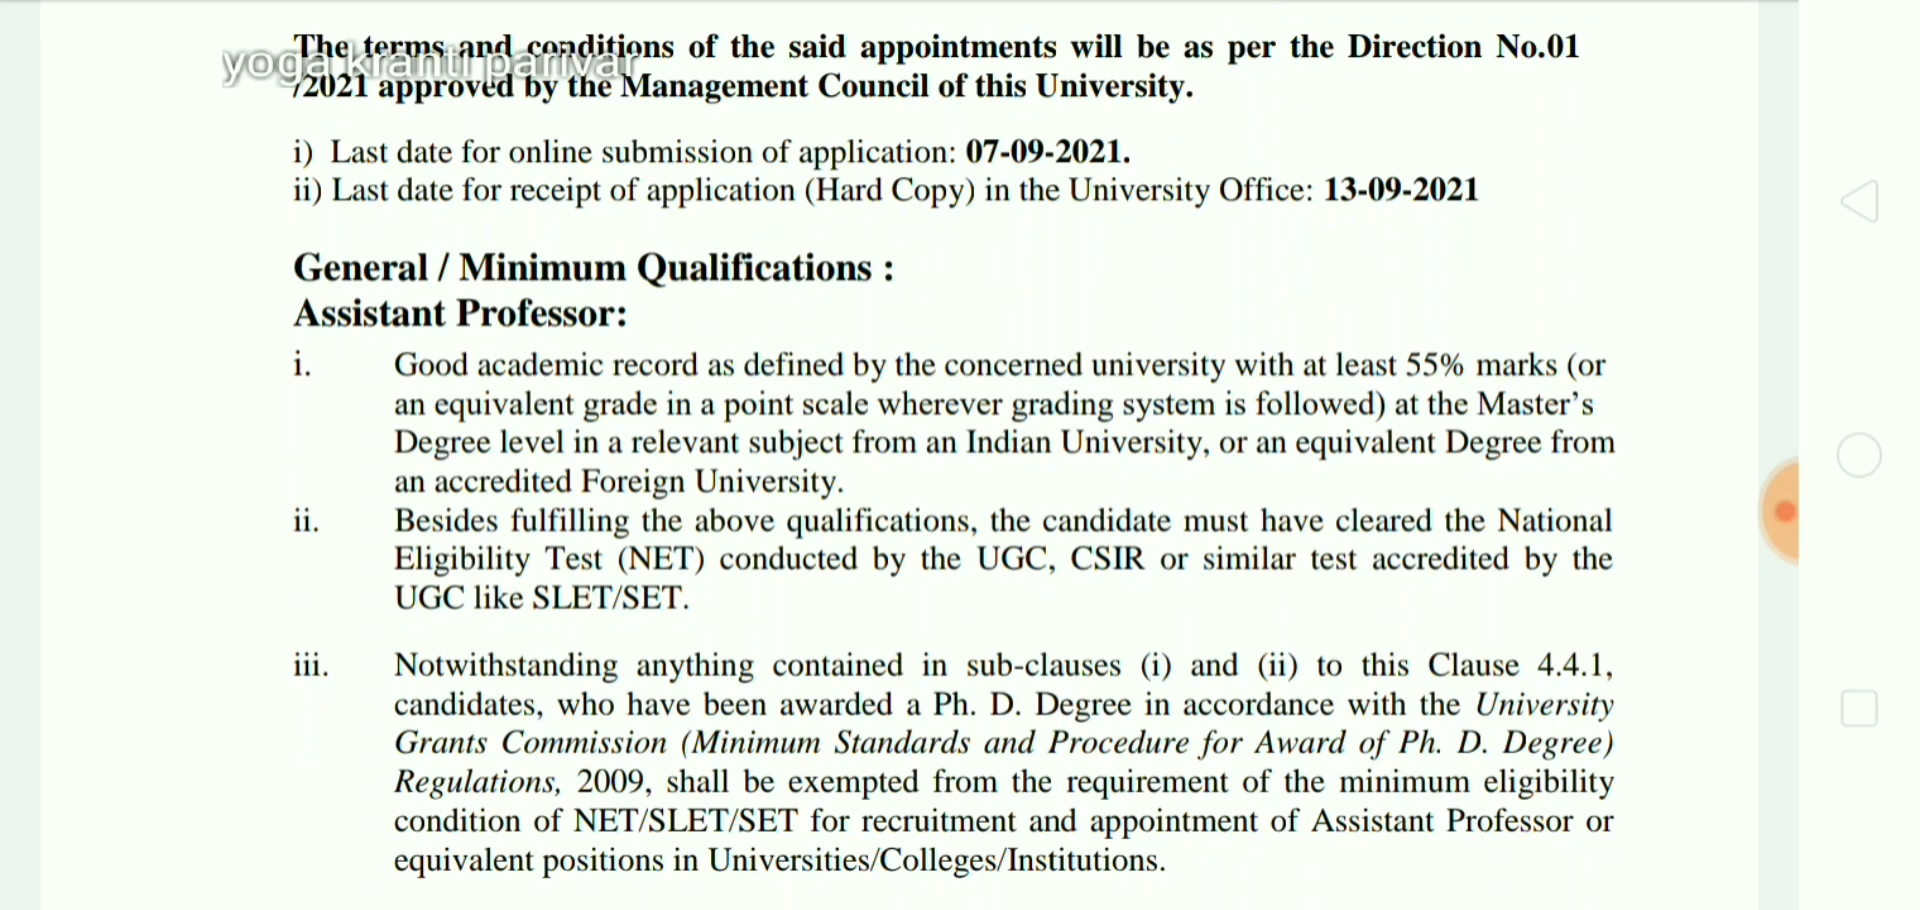 The terms and conditions of the said appointments will be as per the Direction No.01
yoga kranti parivar
/2021 approved by the Management Council of this University.
i) Last date for online submission of application: 07-09-2021.
ii) Last date for receipt of application (Hard Copy) in the University Office: 13-09-2021
General / Minimum Qualifications :
Assistant Professor:
i. Good academic record as defined by the concerned university with at least 55% marks (or
an equivalent grade in a point scale wherever grading system is followed) at the Master’s
Degree level in a relevant subject from an Indian University, or an equivalent Degree from
an accredited Foreign University.
ii. Besides fulfilling the above qualifications, the candidate must have cleared the National
Eligibility Test (NET) conducted by the UGC, CSIR or similar test accredited by the
UGC like SLET/SET.
iii. Notwithstanding anything contained in sub-clauses (i) and (ii) to this Clause 4.4.1,
candidates, who have been awarded a Ph. D. Degree in accordance with the University
Grants Commission (Minimum Standards and Procedure for Award of Ph. D. Degree)
Regulations, 2009, shall be exempted from the requirement of the minimum eligibility
condition of NET/SLET/SET for recruitment and appointment of Assistant Professor or
equivalent positions in Universities/Colleges/Institutions.